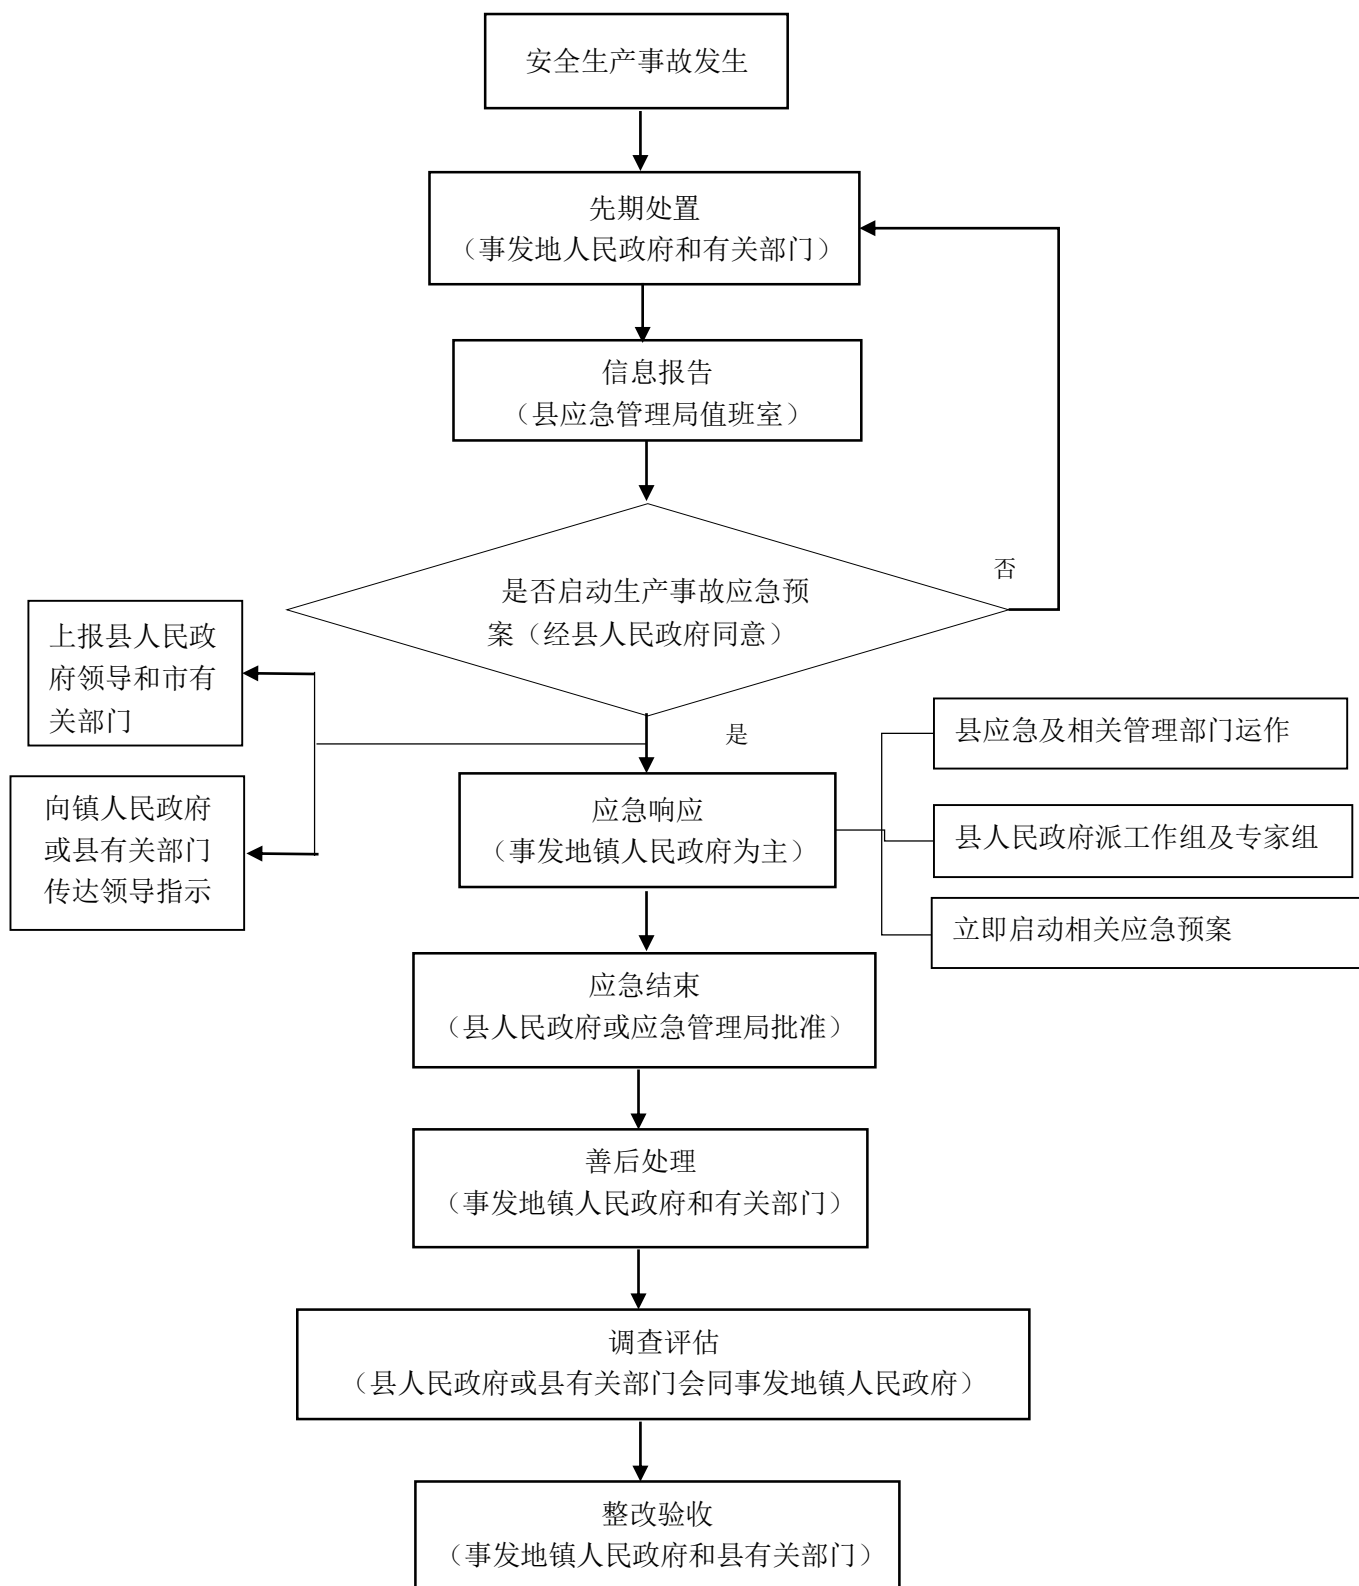 安全生产事故发生
先期处置
（事发地人民政府和有关部门）
信息报告
（县应急管理局值班室）
否
是否启动生产事故应急预
案（经县人民政府同意）
上报县人民政
府领导和市有
关部门
是
县应急及相关管理部门运作
向镇人民政府
或县有关部门
传达领导指示
应急响应
（事发地镇人民政府为主）
县人民政府派工作组及专家组
立即启动相关应急预案
应急结束
（县人民政府或应急管理局批准）
善后处理
（事发地镇人民政府和有关部门）
调查评估
（县人民政府或县有关部门会同事发地镇人民政府）
整改验收
（事发地镇人民政府和县有关部门）